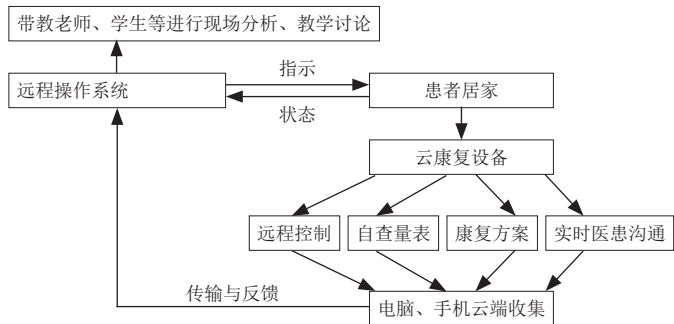 带教老师、学生等进行现场分析、教学讨论
指示
远程操作系统
患者居家
状态
云康复设备
远程控制
自查量表
康复方案
实时医患沟通
传输与反馈
电脑、手机云端收集